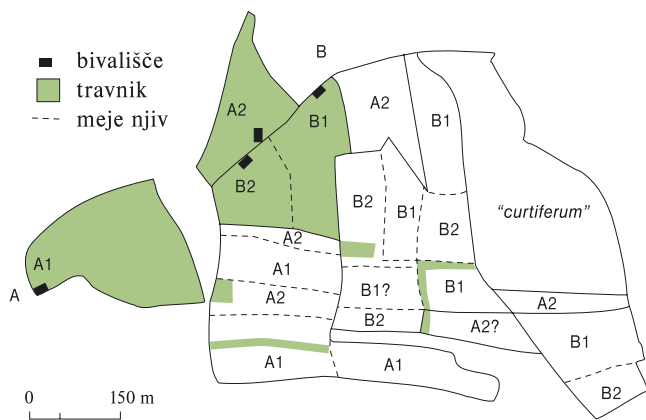 bivališče
travnik
meje njiv
B
A2
B1
A2
B1
B2
B2
B1
B2
"curtiferum"
A2
A1
A1
A
A2
B1?
B1
A2
B2
A2?
B1
A1
A1
B2
0 150 m